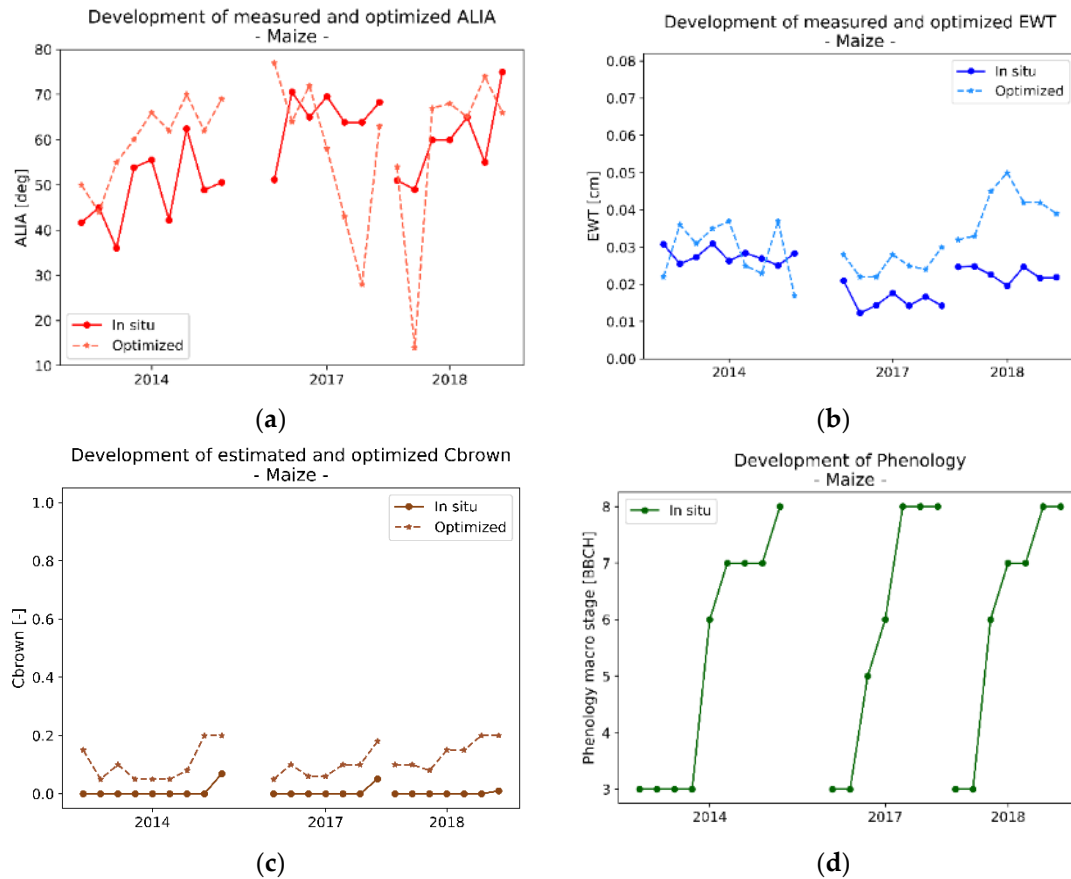 Development of measured and optimized ALIA
- Maize -
80
70
60
50
40
30
20
10
ALIA [deg]
In situ
Optimized
2014
2017
2018
(a)
Development of measured and optimized EWT
- Maize -
0.08
0.07
0.06
0.05
0.04
0.03
0.02
0.01
0.00
EWT [cm]
In situ
Optimized
2014
2017
2018
(b)
Development of estimated and optimized Cbrown
- Maize -
1.0
0.8
0.6
0.4
0.2
0.0
Cbrown [-]
In situ
Optimized
2014
2017
2018
(c)
Development of Phenology
- Maize -
8
7
6
5
4
3
Phenology macro stage [BBCH]
In situ
2014
2017
2018
(d)